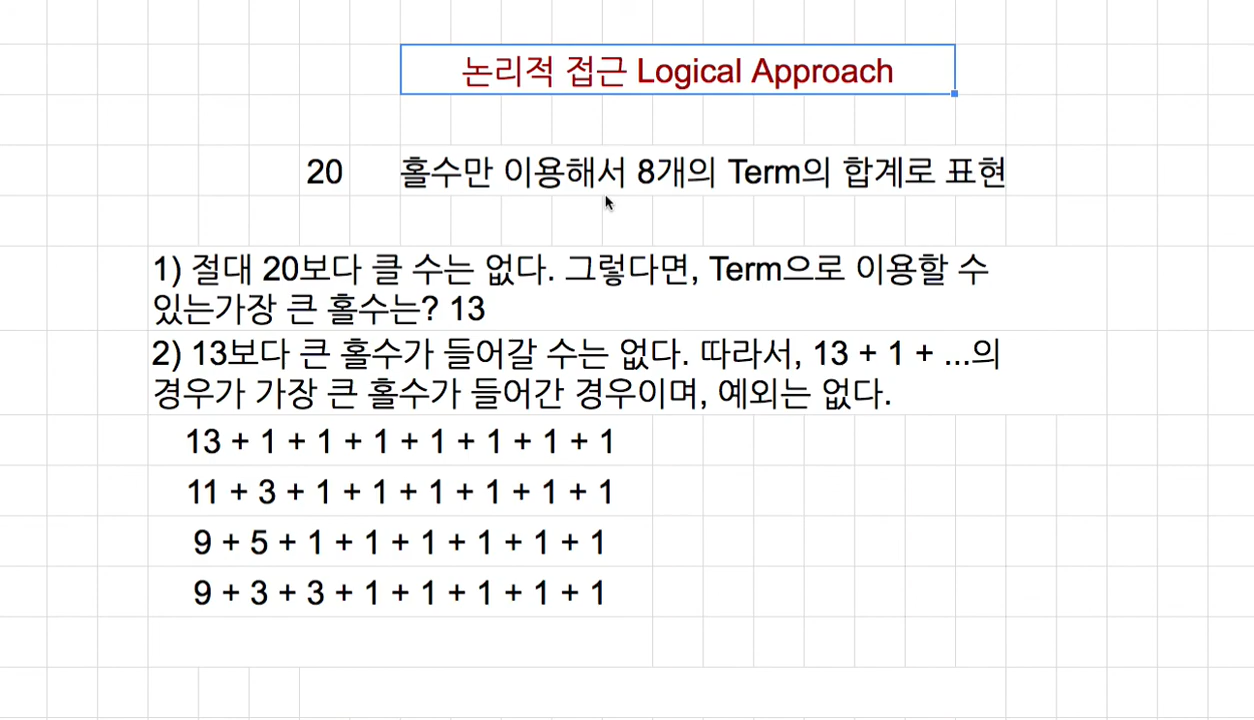 논리적 접근 Logical Approach
20 홀수만 이용해서 8개의 Term의 합계로 표현
1) 절대 20보다 클 수는 없다. 그렇다면, Term으로 이용할 수
있는가장 큰 홀수는? 13
2) 13보다 큰 홀수가 들어갈 수는 없다. 따라서, 13 + 1 + ...의
경우가 가장 큰 홀수가 들어간 경우이며, 예외는 없다.
13 + 1 + 1 + 1 + 1 + 1 + 1 + 1
11 + 3 + 1 + 1 + 1 + 1 + 1 + 1
9 + 5 + 1 + 1 + 1 + 1 + 1 + 1
9 + 3 + 3 + 1 + 1 + 1 + 1 + 1